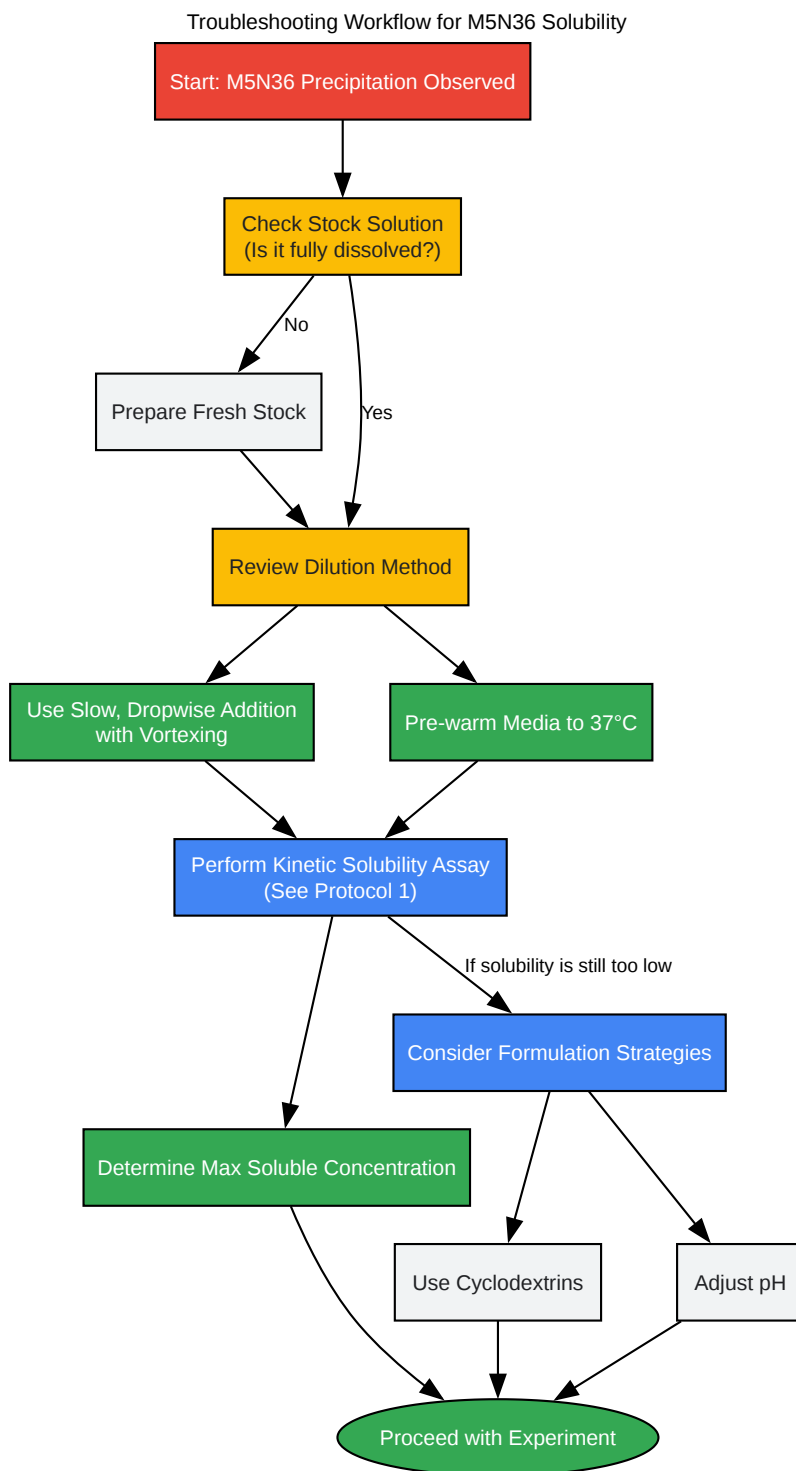 Troubleshooting Workflow for M5N36 Solubility
Start: M5N36 Precipitation Observed
Check Stock Solution
(Is it fully dissolved?)
No
Prepare Fresh Stock
Yes
Review Dilution Method
Use Slow, Dropwise Addition
with Vortexing
Pre-warm Media to 37°C
Perform Kinetic Solubility Assay
(See Protocol 1)
If solubility is still too low
Consider Formulation Strategies
Determine Max Soluble Concentration
Use Cyclodextrins
Adjust pH
Proceed with Experiment